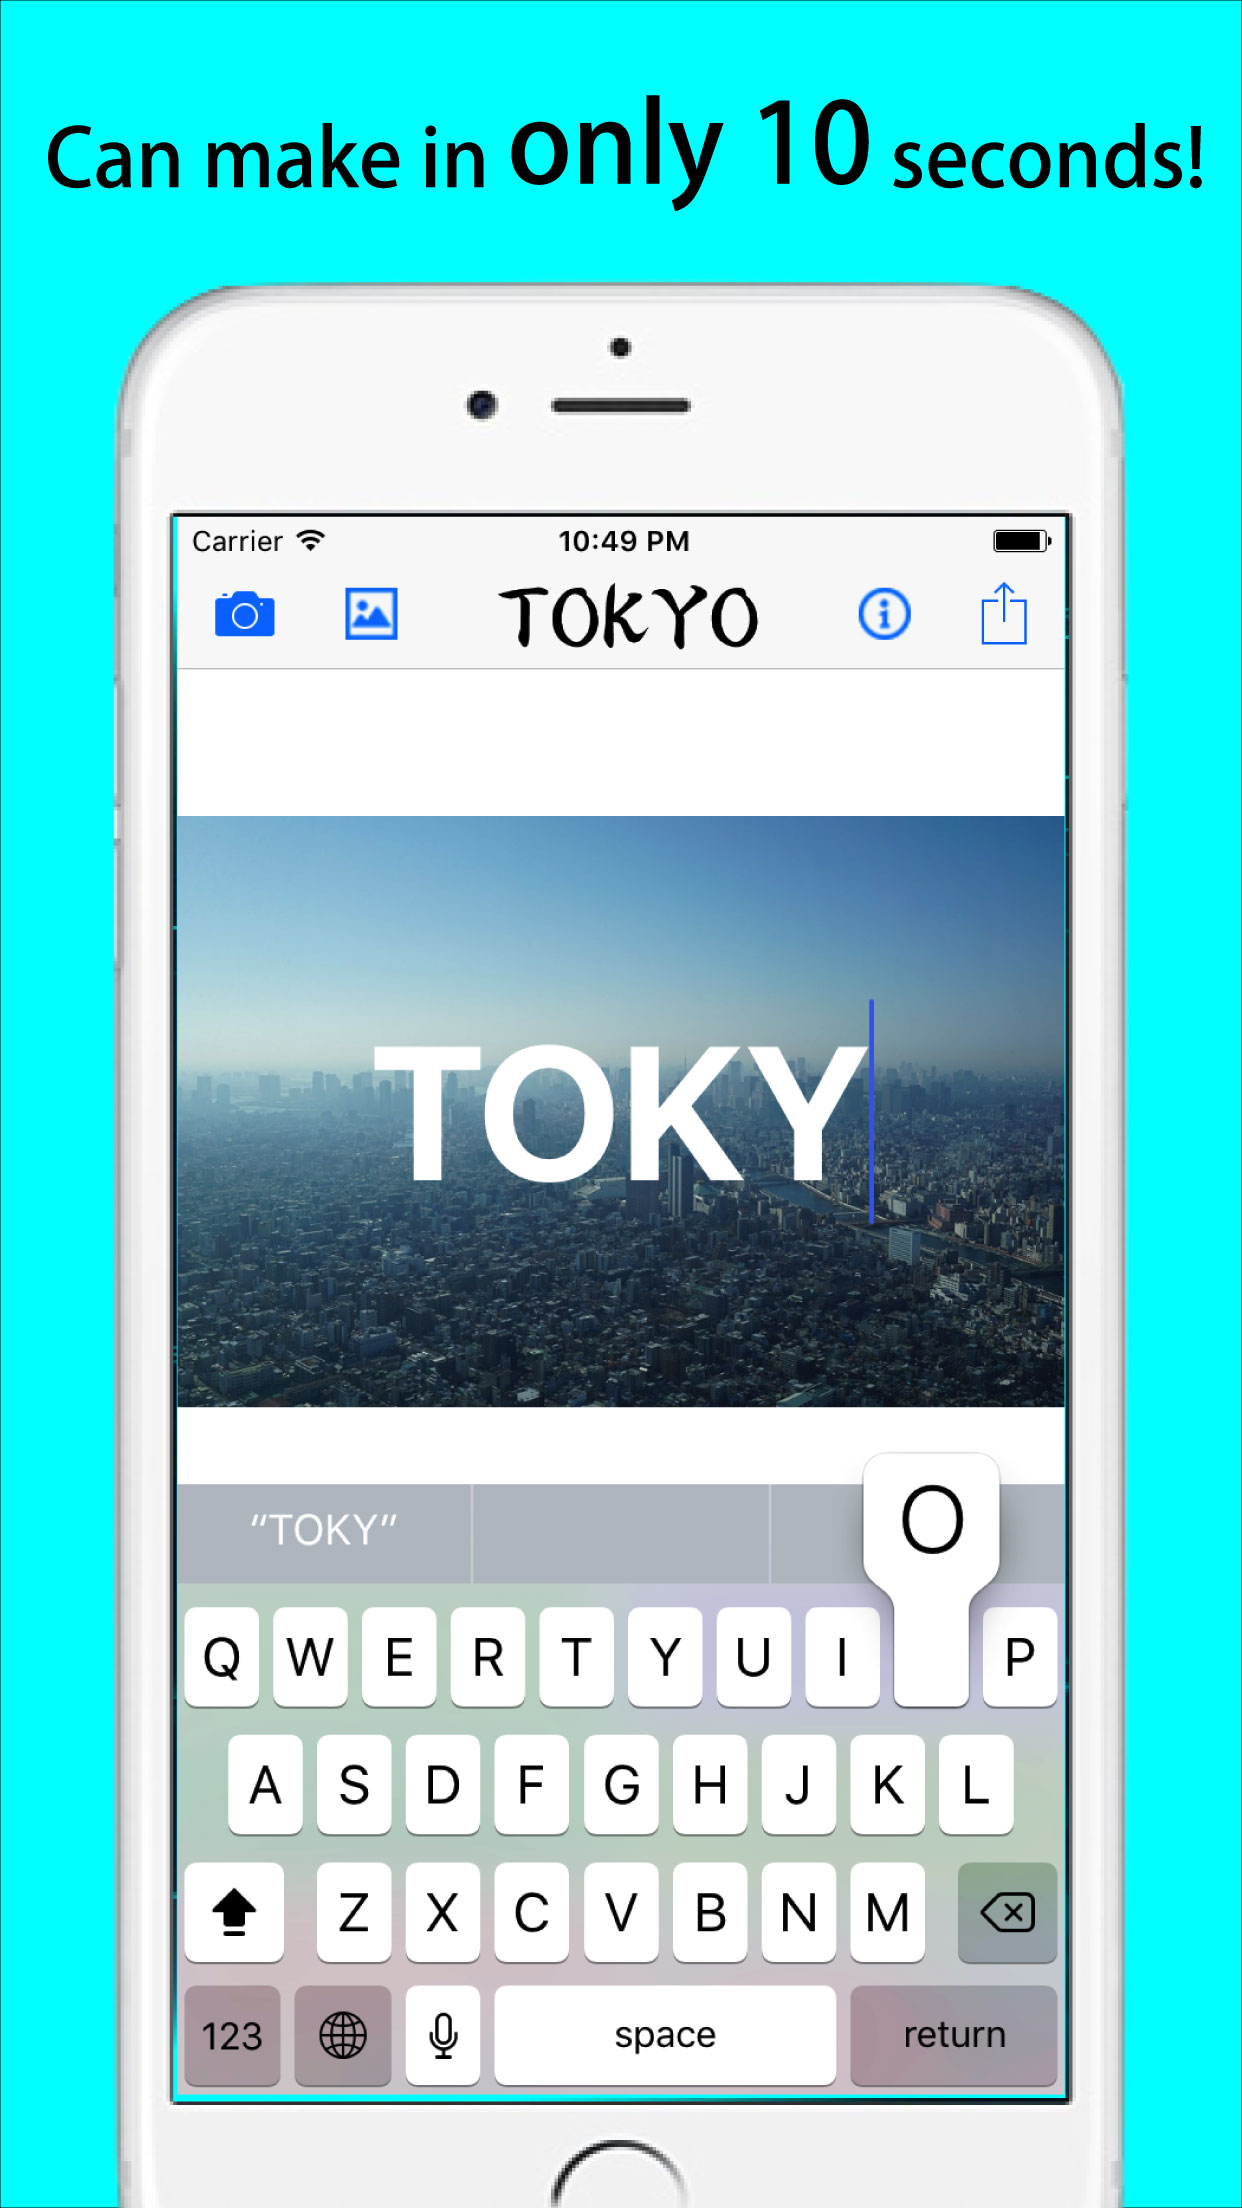 Can make in only 10 seconds!
Carrier 10:49 PM
TOKYO
TOKY
“TOKY”
O
Q W E R T Y U I P
A S D F G H J K L
Z X C V B N M
123 space return